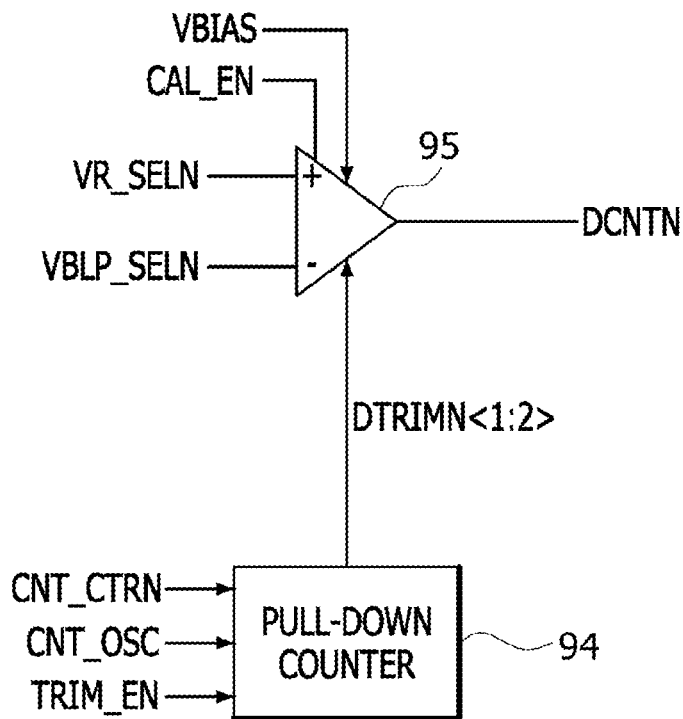 VBIAS
CAL_EN
95
VR_SELN
+
DCNTN
VBLP_SELN
-
DTRIMN<1:2>
CNT_CTRN
CNT_OSC
TRIM_EN
PULL-DOWN
COUNTER
94